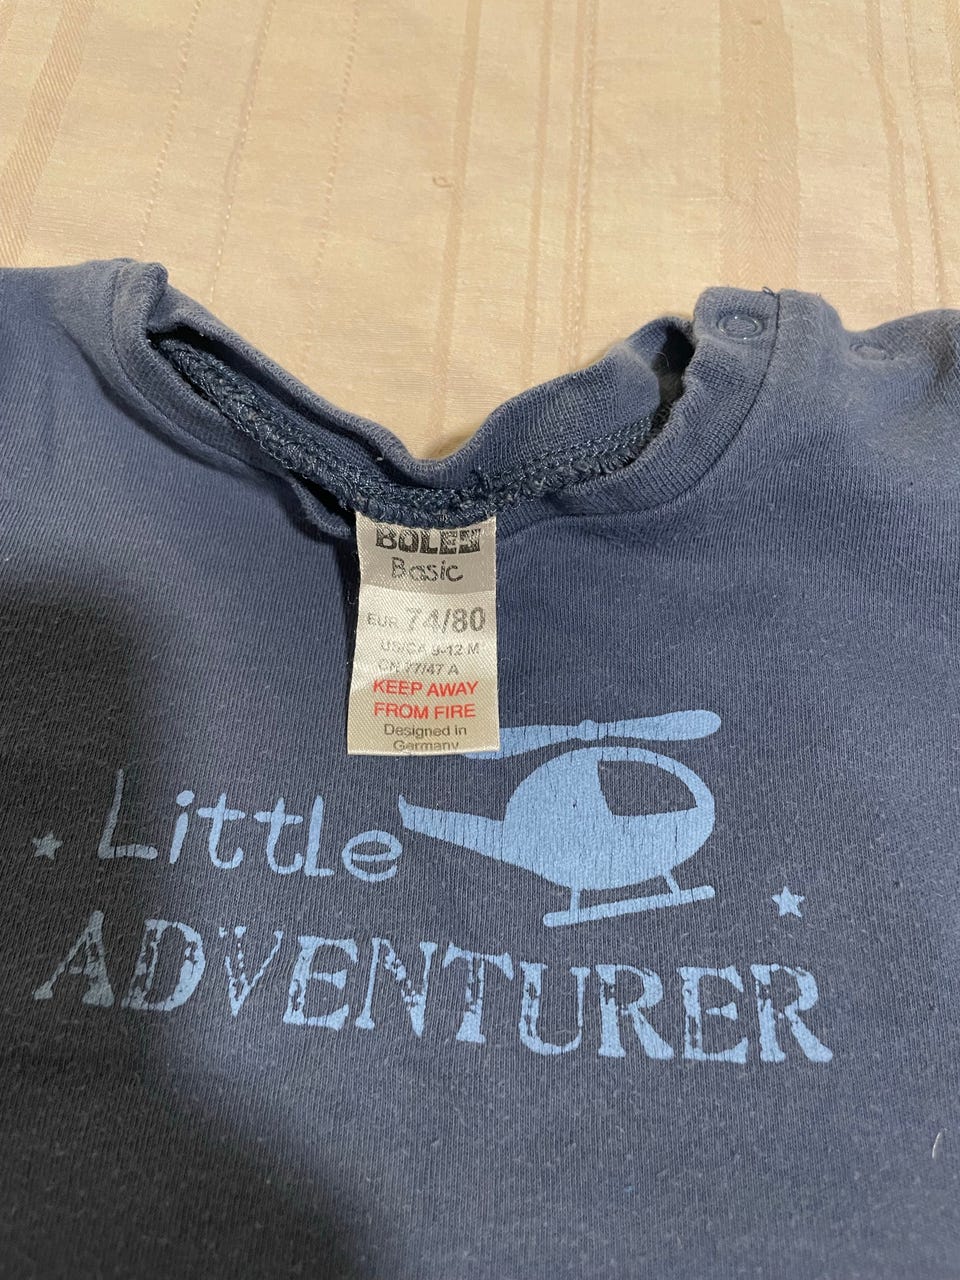 BOLEY
Basic
EUR 74/80
US/CA 9-12 M
CN 77/47 A
KEEP AWAY
FROM FIRE
Designed in
Germany
Little
ADVENTURER